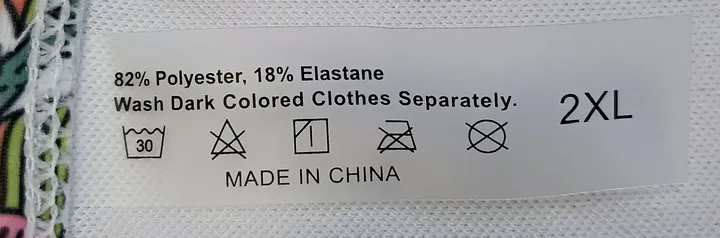 82% Polyester, 18% Elastane
Wash Dark Colored Clothes Separately.
2XL
30
MADE IN CHINA